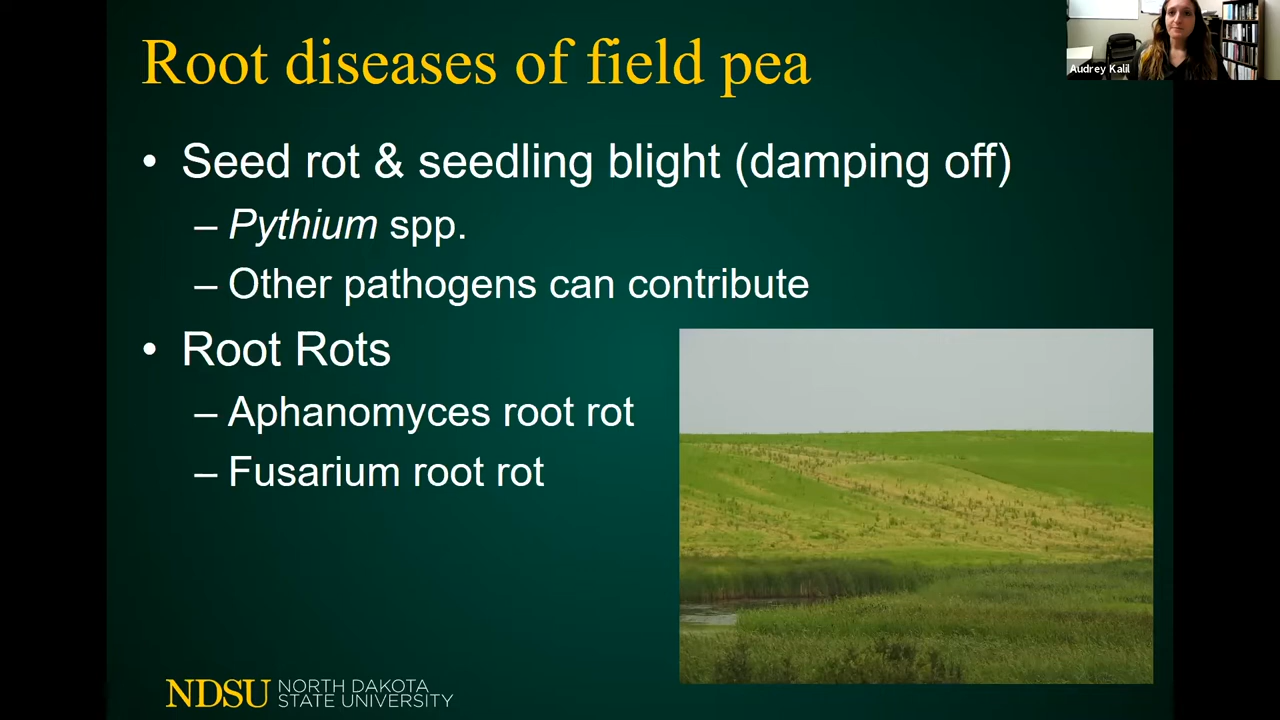 Root diseases of field pea
Audrey Kalil
• Seed rot & seedling blight (damping off)
– Pythium spp.
– Other pathogens can contribute
• Root Rots
– Aphanomyces root rot
– Fusarium root rot
NDSU NORTH DAKOTA
STATE UNIVERSITY